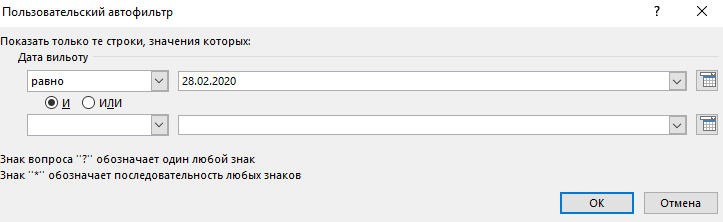 Пользовательский автофильтр ? ×
Показать только те строки, значения которых:
Дата вильоту
равно 28.02.2020
И ИЛИ
Знак вопроса "?" обозначает один любой знак
Знак "*" обозначает последовательность любых знаков
ОК Отмена